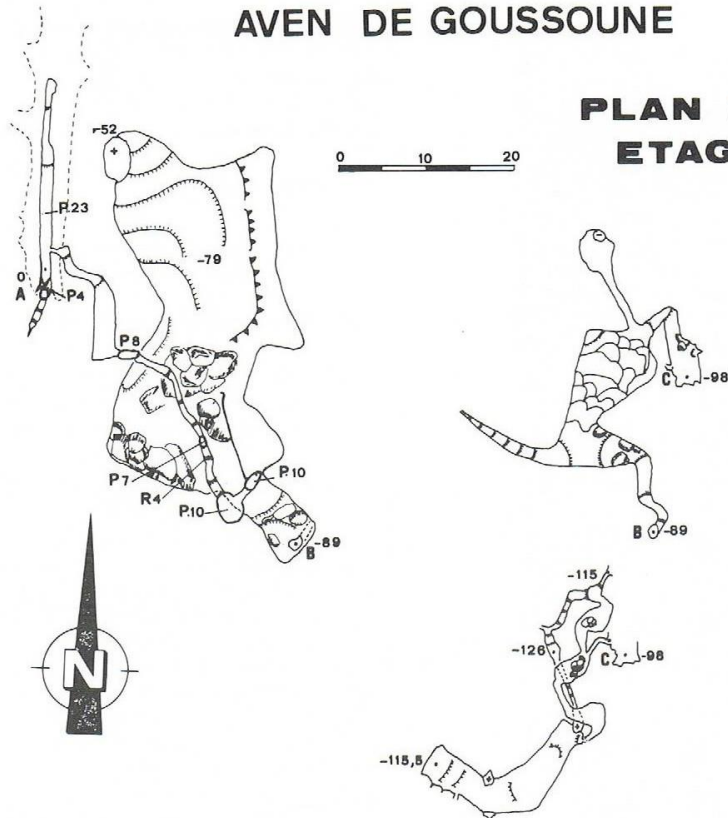 AVEN DE GOUSSOUNE
PLAN
ETAG
0 10 20
-52
P.23
-79
0
A
P4
P8
P7
R4
P.10
P.10
-89
B
N
C
-98
B
-89
-115
-126
C
-98
-115,5